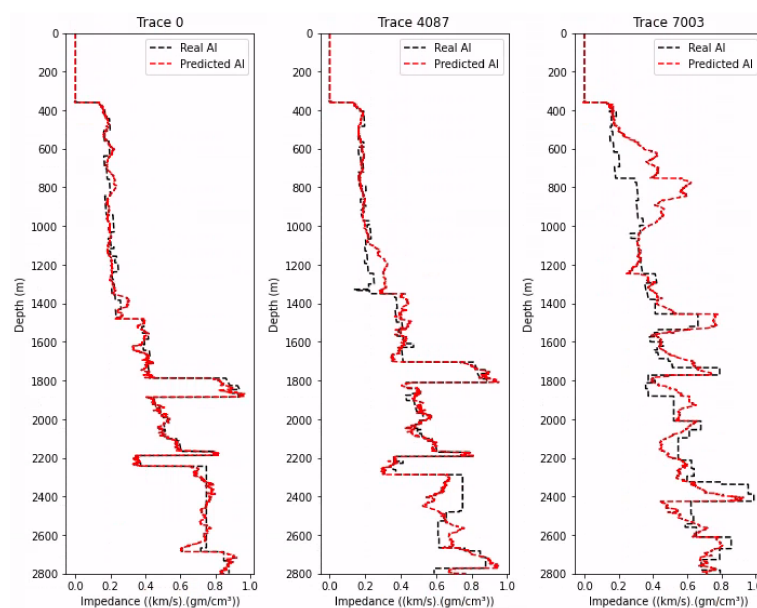 Trace 0
Trace 4087
Trace 7003
Real AI
Predicted AI
Real AI
Predicted AI
Real AI
Predicted AI
Depth (m)
0
200
400
600
800
1000
1200
1400
1600
1800
2000
2200
2400
2600
2800
Depth (m)
0
200
400
600
800
1000
1200
1400
1600
1800
2000
2200
2400
2600
2800
Depth (m)
0
200
400
600
800
1000
1200
1400
1600
1800
2000
2200
2400
2600
2800
0.0 0.2 0.4 0.6 0.8 1.0
0.0 0.2 0.4 0.6 0.8 1.0
0.0 0.2 0.4 0.6 0.8 1.0
Impedance ((km/s).(gm/cm³))
Impedance ((km/s).(gm/cm³))
Impedance ((km/s).(gm/cm³))